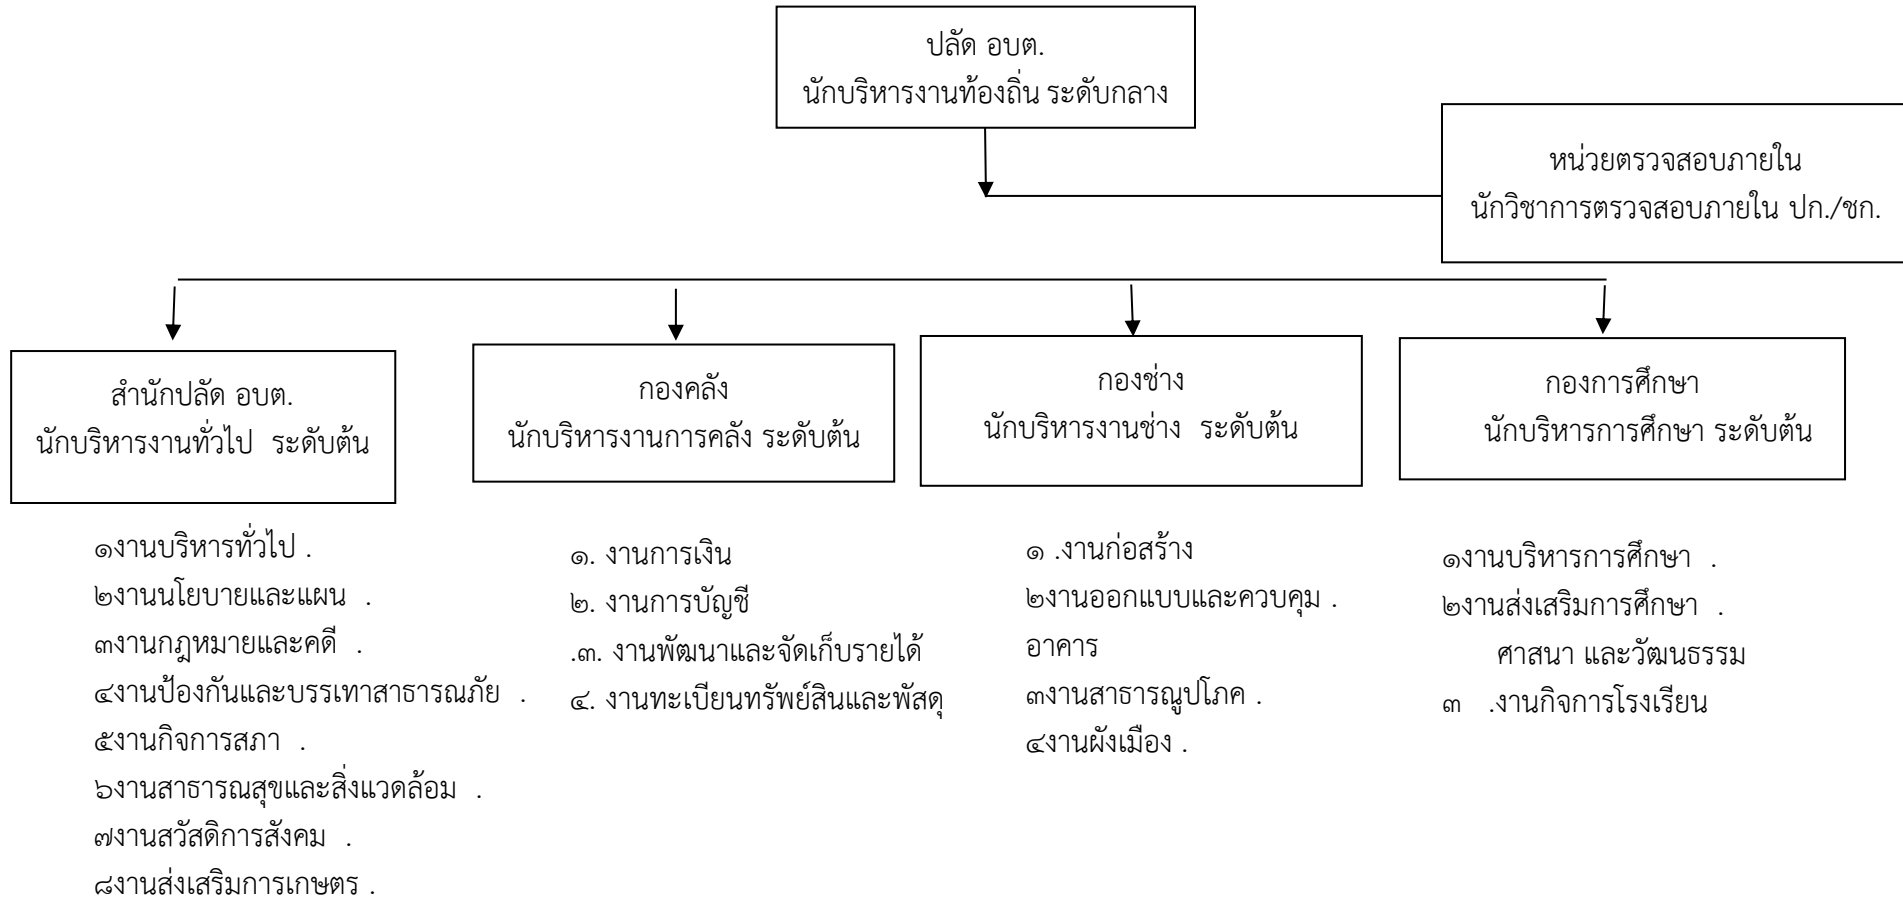 ปลัด อบต.
นักบริหารงานท้องถิ่น ระดับกลาง
หน่วยตรวจสอบภายใน
นักวิชาการตรวจสอบภายใน ปก./ชก.
สำนักปลัด อบต.
นักบริหารงานทั่วไป  ระดับต้น
กองคลัง
นักบริหารงานการคลัง ระดับต้น
กองช่าง
นักบริหารงานช่าง  ระดับต้น
กองการศึกษา
นักบริหารการศึกษา ระดับต้น
๑งานบริหารทั่วไป .
๒งานนโยบายและแผน  .
๓งานกฎหมายและคดี  .
๔งานป้องกันและบรรเทาสาธารณภัย  .
๕งานกิจการสภา  .
๖งานสาธารณสุขและสิ่งแวดล้อม  .
๗งานสวัสดิการสังคม  .
๘งานส่งเสริมการเกษตร .
๑. งานการเงิน
๒. งานการบัญชี
.๓. งานพัฒนาและจัดเก็บรายได้
๔. งานทะเบียนทรัพย์สินและพัสดุ
๑ .งานก่อสร้าง
๒งานออกแบบและควบคุม .
อาคาร
๓งานสาธารณูปโภค .
๔งานผังเมือง .
๑งานบริหารการศึกษา  .
๒งานส่งเสริมการศึกษา  .
ศาสนา และวัฒนธรรม
๓   .งานกิจการโรงเรียน